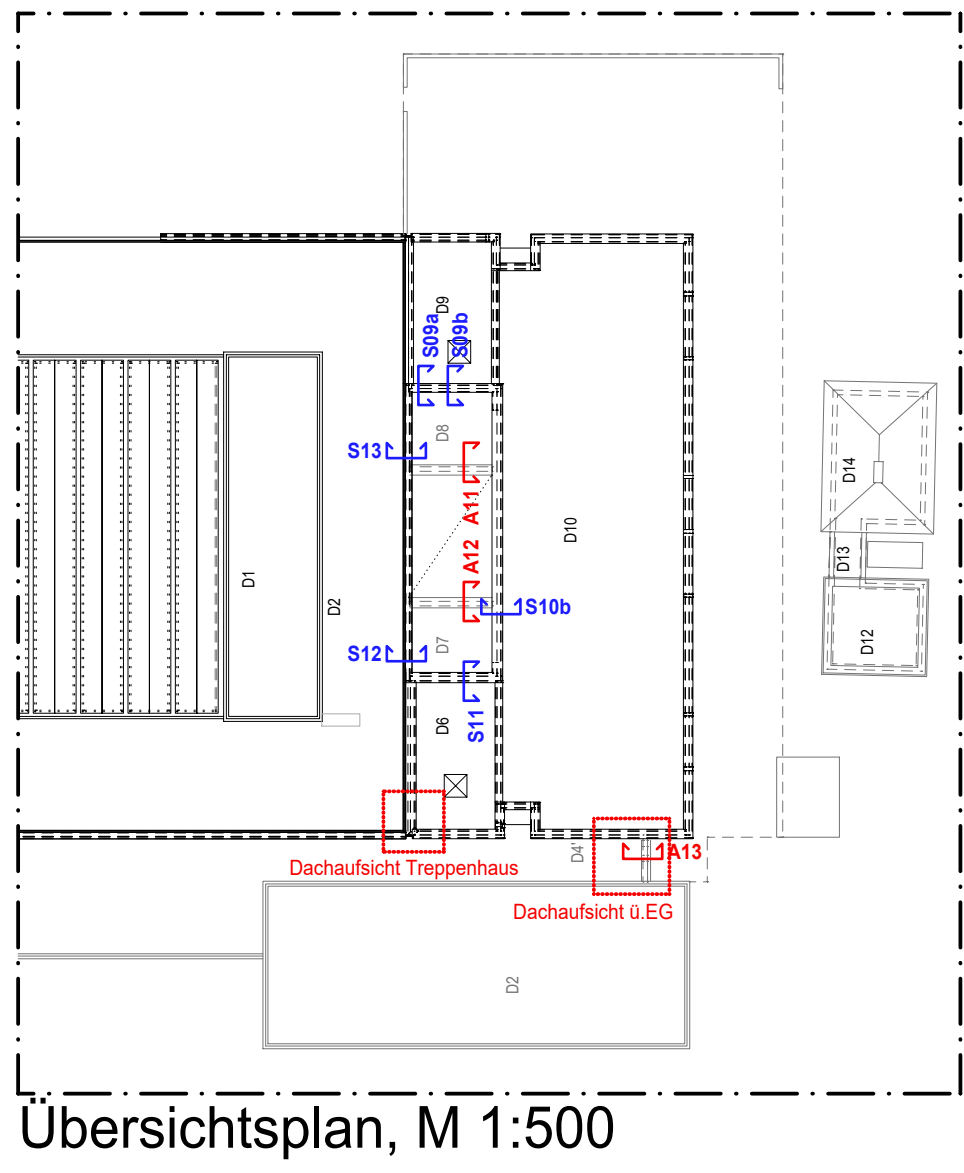 D9
S09a
S09b
D8
S13
A11
D14
D10
D1
D2
A12
D13
S10b
D7
S12
D12
D6
S11
Dachaufsicht Treppenhaus
D4'
A13
Dachaufsicht ü.EG
D2
Übersichtsplan, M 1:500